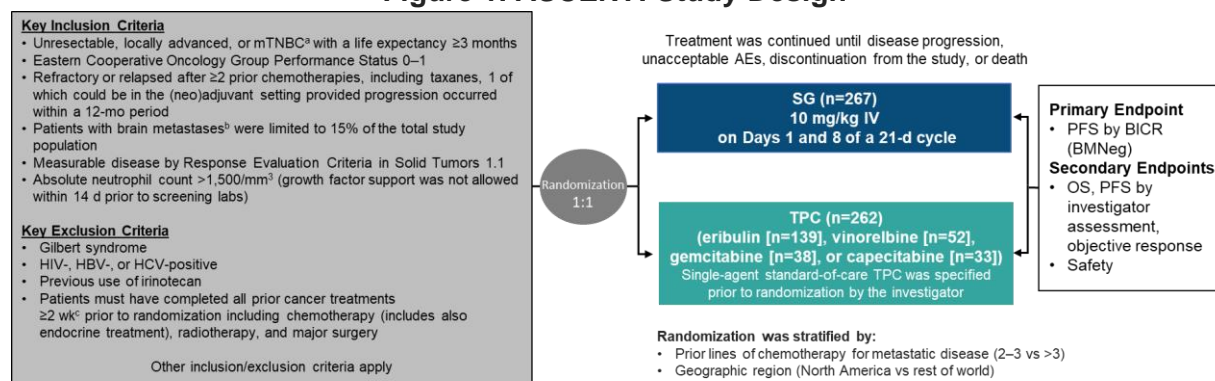 Figure 1. ASCENT Study Design
Key Inclusion Criteria
• Unresectable, locally advanced, or mTNBCᵃ with a life expectancy ≥3 months
• Eastern Cooperative Oncology Group Performance Status 0–1
• Refractory or relapsed after ≥2 prior chemotherapies, including taxanes, 1 of
which could be in the (neo)adjuvant setting provided progression occurred
within a 12-mo period
• Patients with brain metastasesᵇ were limited to 15% of the total study
population
• Measurable disease by Response Evaluation Criteria in Solid Tumors 1.1
• Absolute neutrophil count >1,500/mm³ (growth factor support was not allowed
within 14 d prior to screening labs)
Key Exclusion Criteria
• Gilbert syndrome
• HIV-, HBV-, or HCV-positive
• Previous use of irinotecan
• Patients must have completed all prior cancer treatments
≥2 wkᶜ prior to randomization including chemotherapy (includes also
endocrine treatment), radiotherapy, and major surgery
Other inclusion/exclusion criteria apply
Randomization
1:1
Treatment was continued until disease progression,
unacceptable AEs, discontinuation from the study, or death
SG (n=267)
10 mg/kg IV
on Days 1 and 8 of a 21-d cycle
TPC (n=262)
(eribulin [n=139], vinorelbine [n=52],
gemcitabine [n=38], or capecitabine [n=33])
Single-agent standard-of-care TPC was specified
prior to randomization by the investigator
Randomization was stratified by:
• Prior lines of chemotherapy for metastatic disease (2–3 vs >3)
• Geographic region (North America vs rest of world)
Primary Endpoint
• PFS by BICR
(BMNeg)
Secondary Endpoints
• OS, PFS by
investigator
assessment,
objective response
• Safety